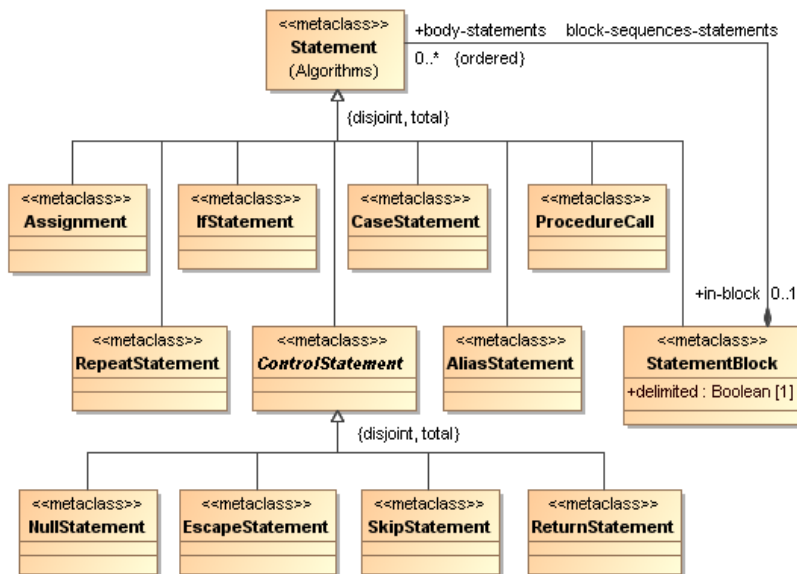 <<metaclass>>
Statement
(Algorithms)
+body-statements block-sequences-statements
0..* {ordered}
{disjoint, total}
<<metaclass>>
Assignment
<<metaclass>>
IfStatement
<<metaclass>>
CaseStatement
<<metaclass>>
ProcedureCall
+in-block 0..1
<<metaclass>>
RepeatStatement
<<metaclass>>
ControlStatement
<<metaclass>>
AliasStatement
<<metaclass>>
StatementBlock
+delimited : Boolean [1]
{disjoint, total}
<<metaclass>>
NullStatement
<<metaclass>>
EscapeStatement
<<metaclass>>
SkipStatement
<<metaclass>>
ReturnStatement